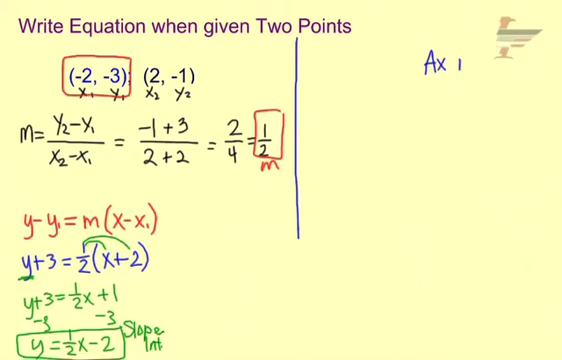 Write Equation when given Two Points
(-2, -3); (2, -1)
x₁ y₁ x₂ y₂
m = y₂-y₁ / x₂-x₁ = -1+3 / 2+2 = 2/4 = 1/2
m
y-y₁ = m(x-x₁)
y+3 = 1/2(x+2)
y+3 = 1/2x+1
-3 -3
y = 1/2x-2 Slope Int
Ax